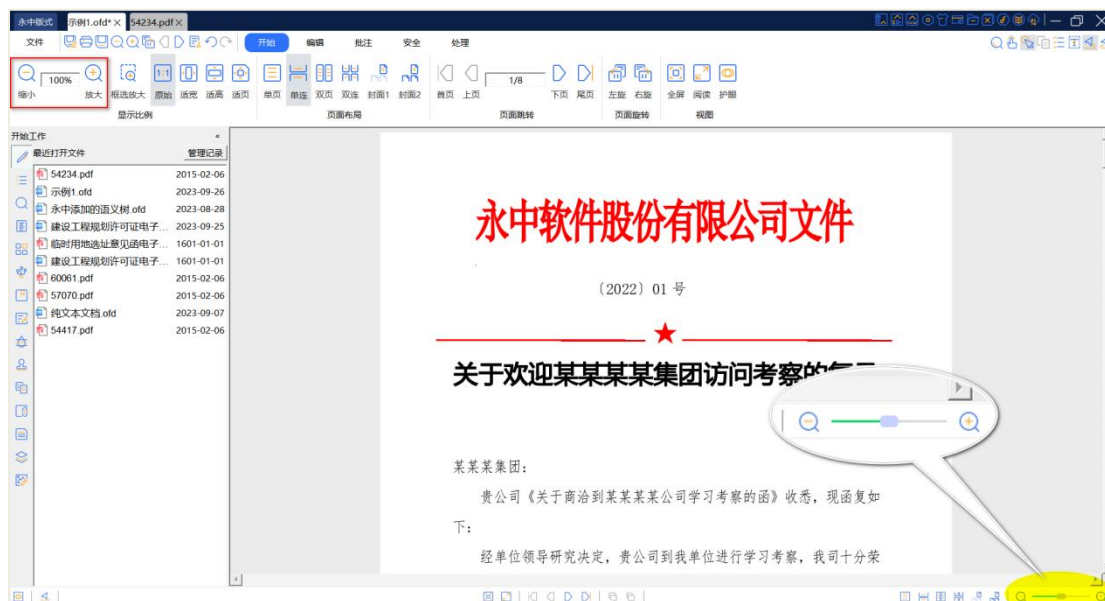 永中版式 示例1.ofd* × 54234.pdf ×
文件 开始 编辑 批注 安全 处理
100% 1:1 1/8
缩小 放大 框选放大 原始 适宽 适高 适页 单页 单连 双页 双连 封面1 封面2 首页 上页 下页 尾页 左旋 右旋 全屏 阅读 护眼
显示比例 页面布局 页面跳转 页面旋转 视图
开始工作 «
最近打开文件 管理记录
54234.pdf 2015-02-06
示例1.ofd 2023-09-26
永中添加的语义树.ofd 2023-08-28
建设工程规划许可证电子... 2023-09-25
临时用地选址意见函电子... 1601-01-01
建设工程规划许可证电子... 1601-01-01
60061.pdf 2015-02-06
57070.pdf 2015-02-06
纯文本文档.ofd 2023-09-07
54417.pdf 2015-02-06
永中软件股份有限公司文件
〔2022〕01 号
关于欢迎某某某某集团访问考察的
某某某集团：
贵公司《关于商洽到某某某某公司学习考察的函》收悉，现函复如
下：
经单位领导研究决定，贵公司到我单位进行学习考察，我司十分荣